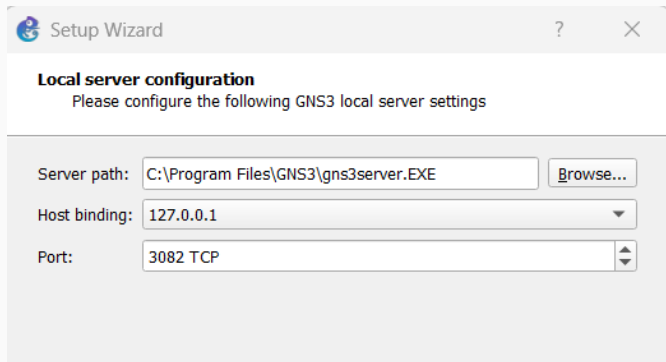 Setup Wizard ?
Local server configuration
Please configure the following GNS3 local server settings
Server path: C:\Program Files\GNS3\gns3server.EXE Browse...
Host binding: 127.0.0.1
Port: 3082 TCP